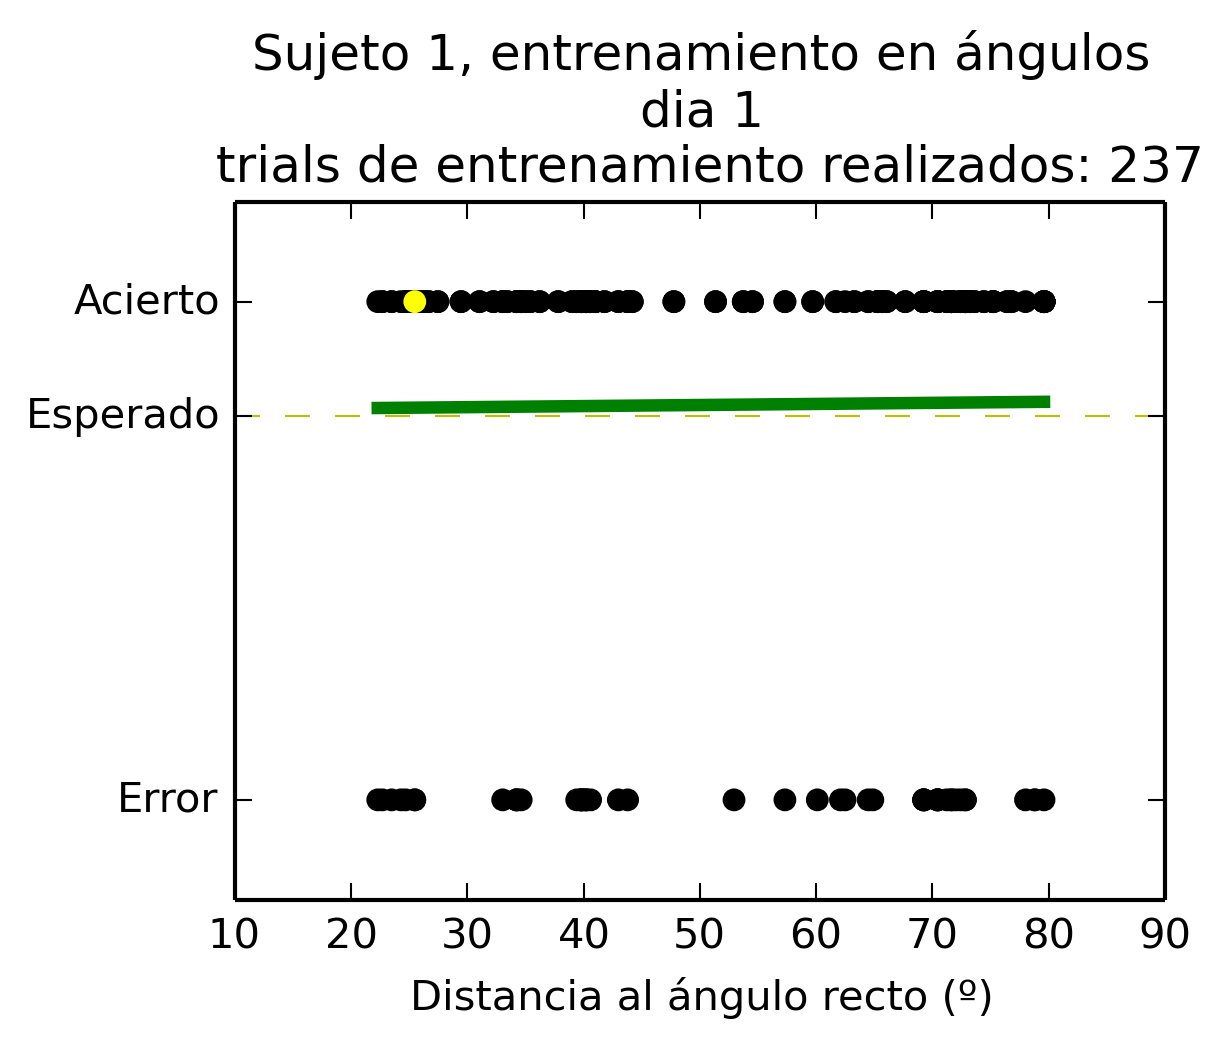 Sujeto 1, entrenamiento en ángulos
dia 1
trials de entrenamiento realizados: 237
Acierto
Esperado
Error
10 20 30 40 50 60 70 80 90
Distancia al ángulo recto (º)